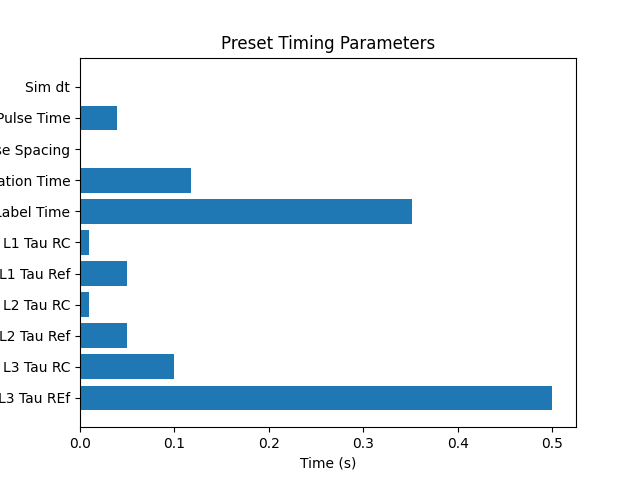 Preset Timing Parameters
Sim dt
Pulse Time
se Spacing
ation Time
Label Time
L1 Tau RC
L1 Tau Ref
L2 Tau RC
L2 Tau Ref
L3 Tau RC
L3 Tau REf
0.0 0.1 0.2 0.3 0.4 0.5
Time (s)